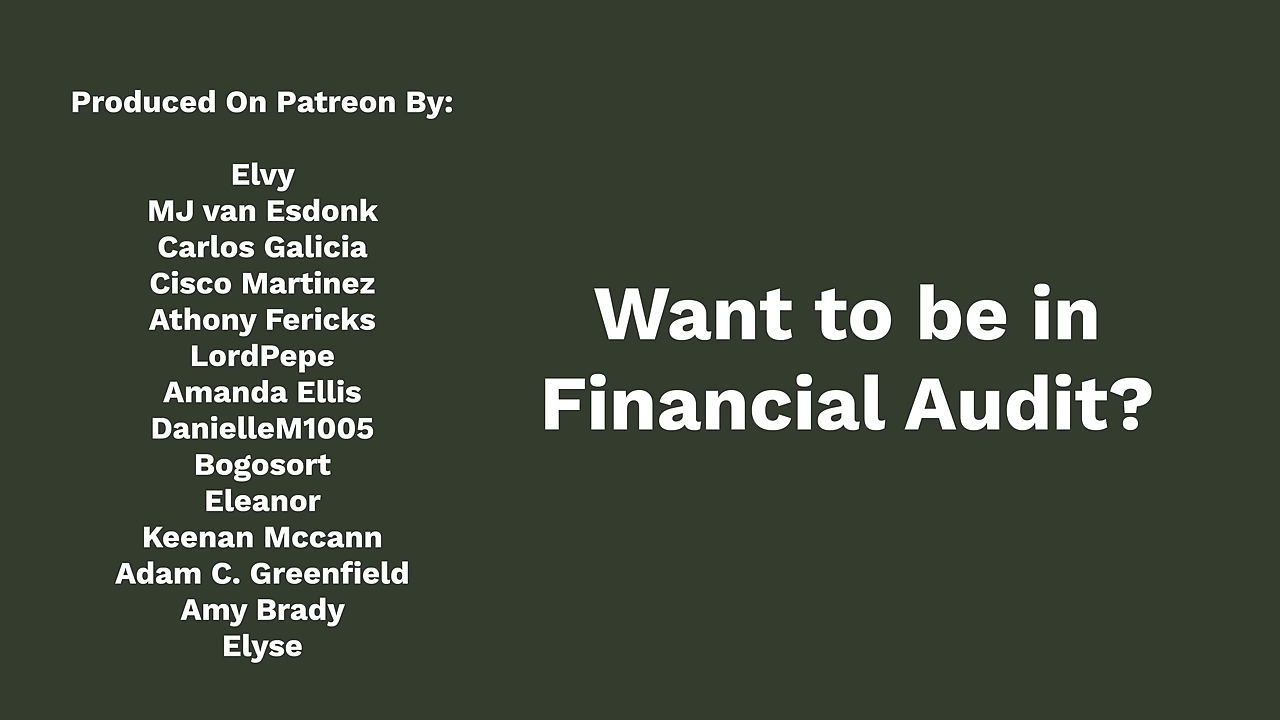 Produced On Patreon By:
Elvy
MJ van Esdonk
Carlos Galicia
Cisco Martinez
Athony Fericks
LordPepe
Amanda Ellis
DanielleM1005
Bogosort
Eleanor
Keenan Mccann
Adam C. Greenfield
Amy Brady
Elyse
Want to be in
Financial Audit?